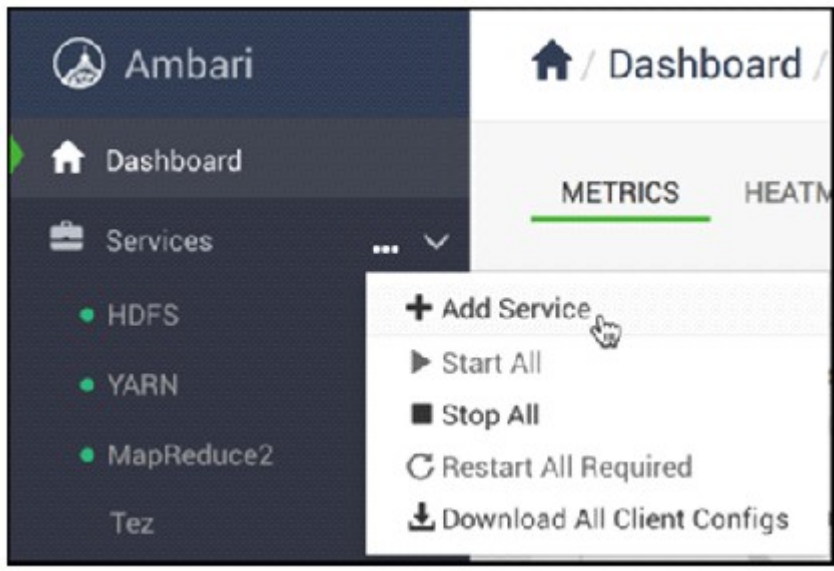 Ambari
/ Dashboard /
Dashboard
METRICS HEATM
Services
HDFS
Add Service
Start All
YARN
Stop All
MapReduce2
Restart All Required
Tez
Download All Client Configs